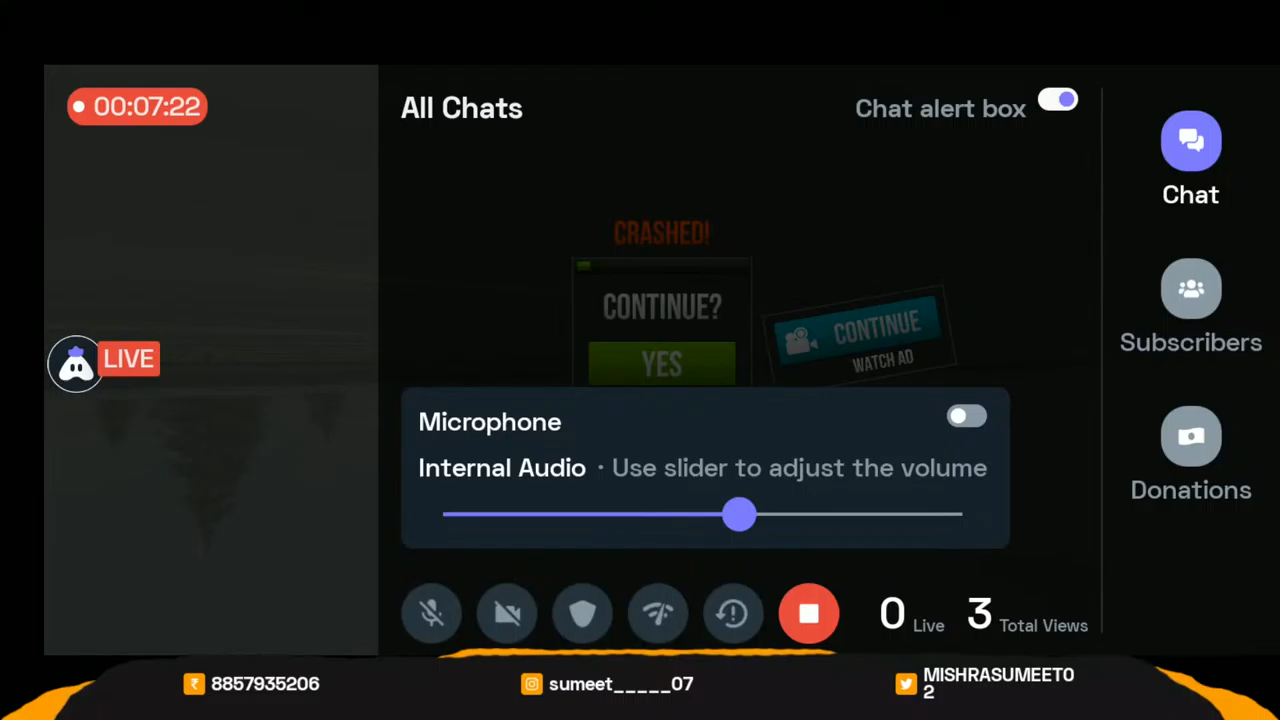 00:07:22
All Chats
Chat alert box
Chat
CRASHED!
CONTINUE?
YES
CONTINUE
WATCH AD
LIVE
Subscribers
Microphone
Internal Audio · Use slider to adjust the volume
Donations
0 Live 3 Total Views
₹ 8857935206
sumeet_____07
MISHRASUMEET0
2